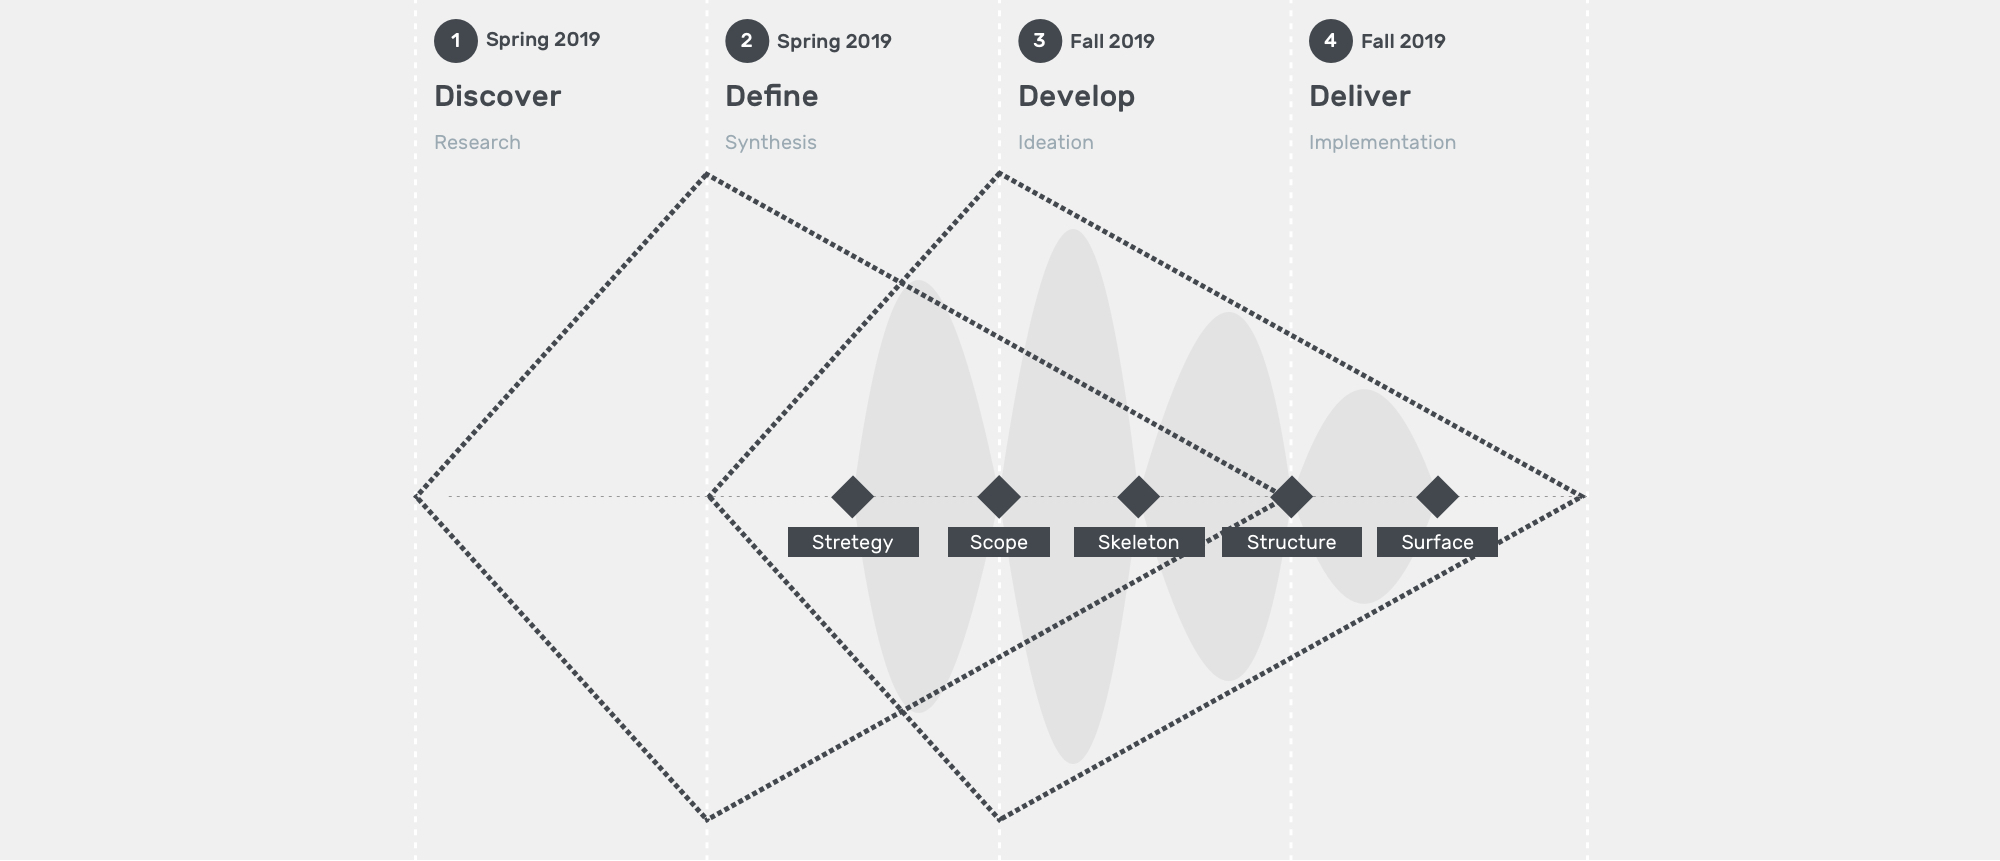 1 Spring 2019
Discover
Research
2 Spring 2019
Define
Synthesis
3 Fall 2019
Develop
Ideation
4 Fall 2019
Deliver
Implementation
Stretegy
Scope
Skeleton
Structure
Surface